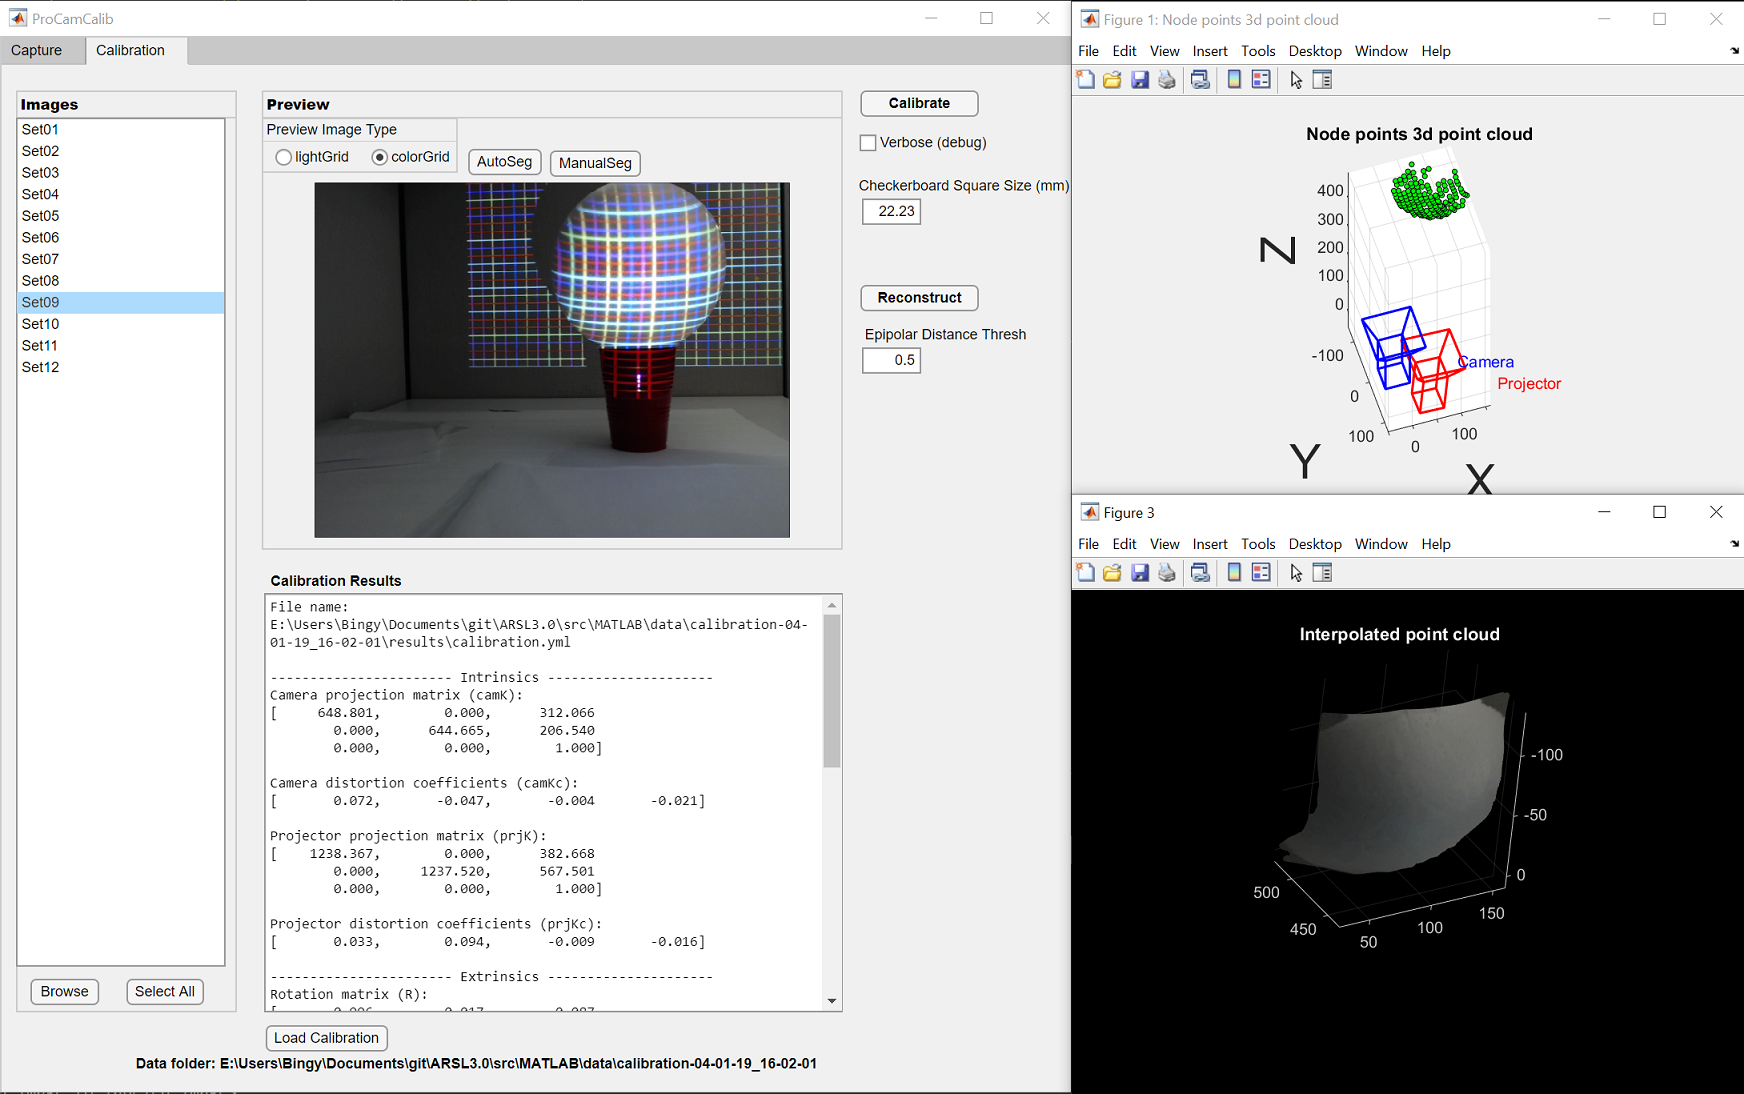 ProCamCalib
Capture
Calibration
Images
Set01
Set02
Set03
Set04
Set05
Set06
Set07
Set08
Set09
Set10
Set11
Set12
Browse
Select All
Preview
Preview Image Type
lightGrid
colorGrid
AutoSeg
ManualSeg
Calibrate
Verbose (debug)
Checkerboard Square Size (mm)
22.23
Reconstruct
Epipolar Distance Thresh
0.5
Calibration Results
File name:
E:\Users\Bingy\Documents\git\ARSL3.0\src\MATLAB\data\calibration-04-
01-19_16-02-01\results\calibration.yml
---------------------- Intrinsics --------------------
Camera projection matrix (camK):
[ 648.801, 0.000, 312.066
0.000, 644.665, 206.540
0.000, 0.000, 1.000]
Camera distortion coefficients (camKc):
[ 0.072, -0.047, -0.004 -0.021]
Projector projection matrix (prjK):
[ 1238.367, 0.000, 382.668
0.000, 1237.520, 567.501
0.000, 0.000, 1.000]
Projector distortion coefficients (prjKc):
[ 0.033, 0.094, -0.009 -0.016]
---------------------- Extrinsics --------------------
Rotation matrix (R):
Load Calibration
Data folder: E:\Users\Bingy\Documents\git\ARSL3.0\src\MATLAB\data\calibration-04-01-19_16-02-01
Figure 1: Node points 3d point cloud
File Edit View Insert Tools Desktop Window Help
Node points 3d point cloud
400
300
200
100
0
-100
0
100
0
100
Z
Y
X
Camera
Projector
Figure 3
File Edit View Insert Tools Desktop Window Help
Interpolated point cloud
-100
-50
0
500
450
50
100
150